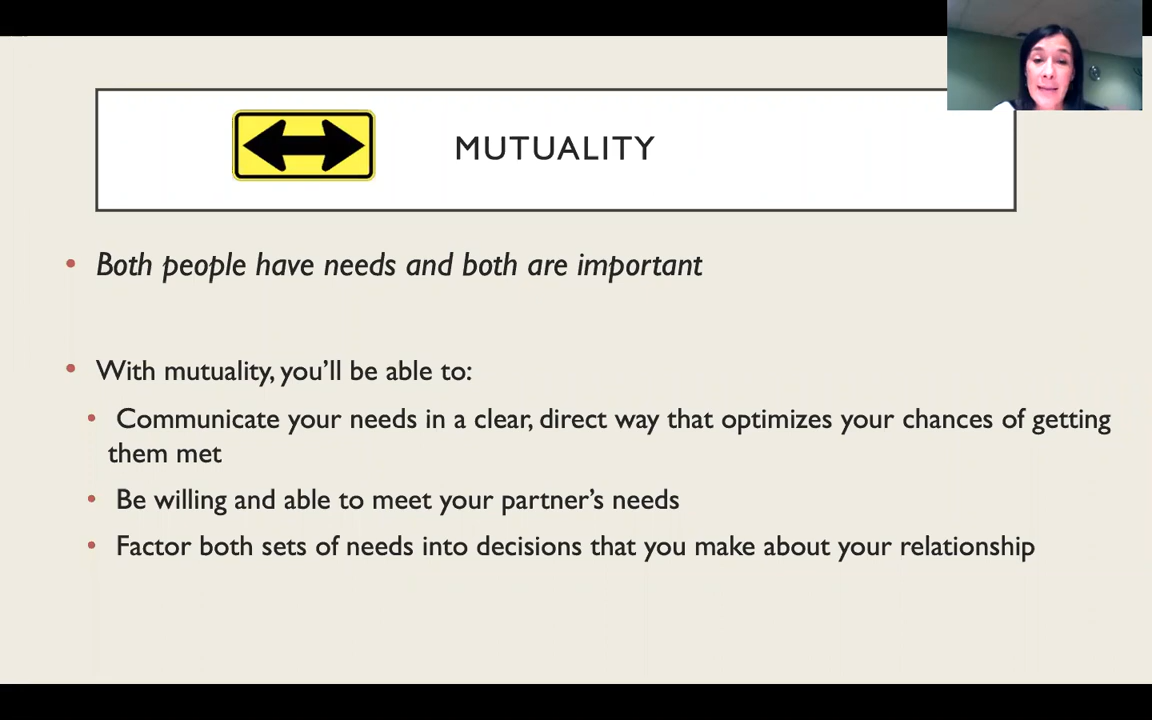 MUTUALITY
• Both people have needs and both are important
• With mutuality, you'll be able to:
• Communicate your needs in a clear, direct way that optimizes your chances of getting
them met
• Be willing and able to meet your partner's needs
• Factor both sets of needs into decisions that you make about your relationship